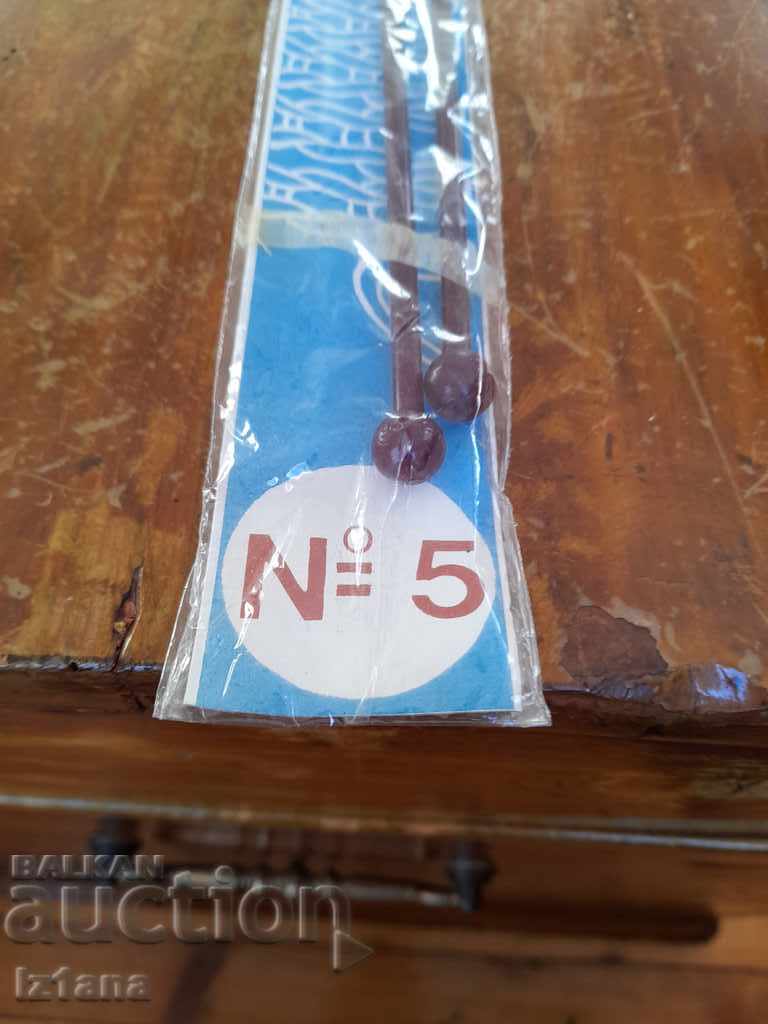 № 5
BALKAN
auction
Iz1ana